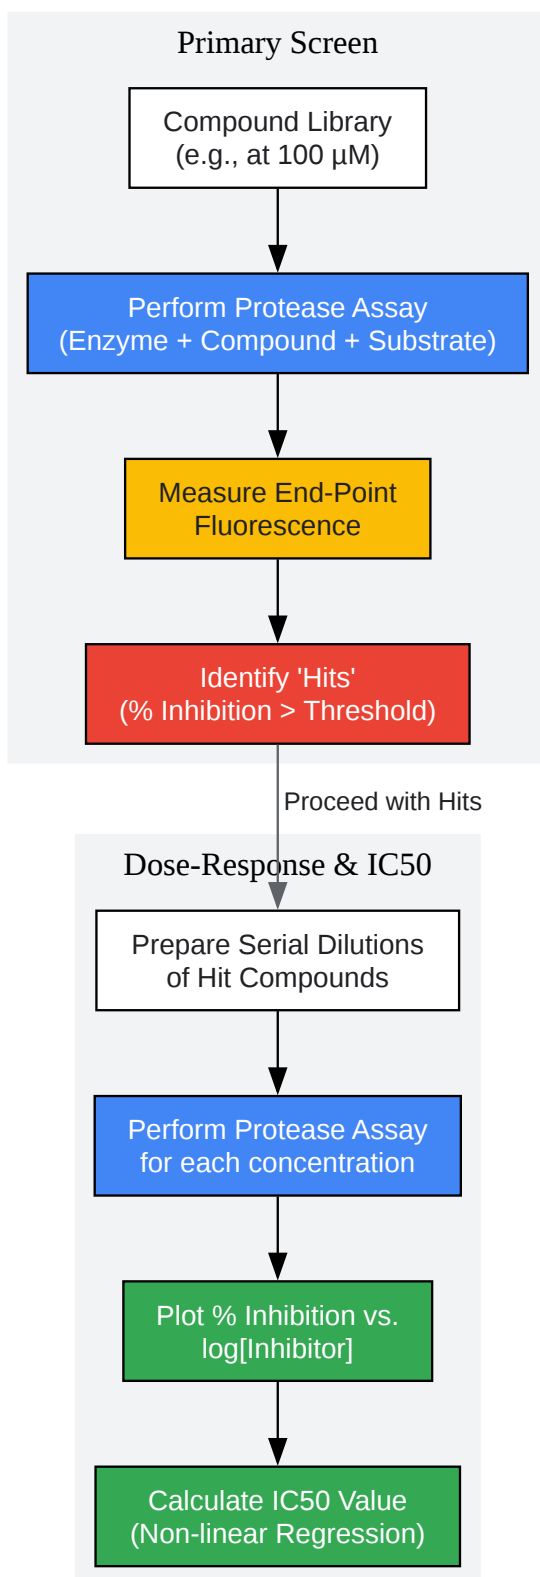 Primary Screen
Compound Library
(e.g., at 100 µM)
Perform Protease Assay
(Enzyme + Compound + Substrate)
Measure End-Point
Fluorescence
Identify 'Hits'
(% Inhibition > Threshold)
Proceed with Hits
Dose-Response & IC50
Prepare Serial Dilutions
of Hit Compounds
Perform Protease Assay
for each concentration
Plot % Inhibition vs.
log[Inhibitor]
Calculate IC50 Value
(Non-linear Regression)